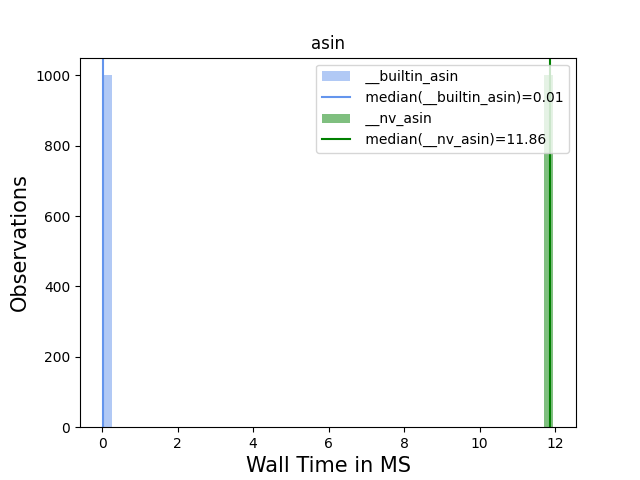 asin
__builtin_asin
median(__builtin_asin)=0.01
__nv_asin
median(__nv_asin)=11.86
1000
800
600
400
200
0
Observations
0 2 4 6 8 10 12
Wall Time in MS